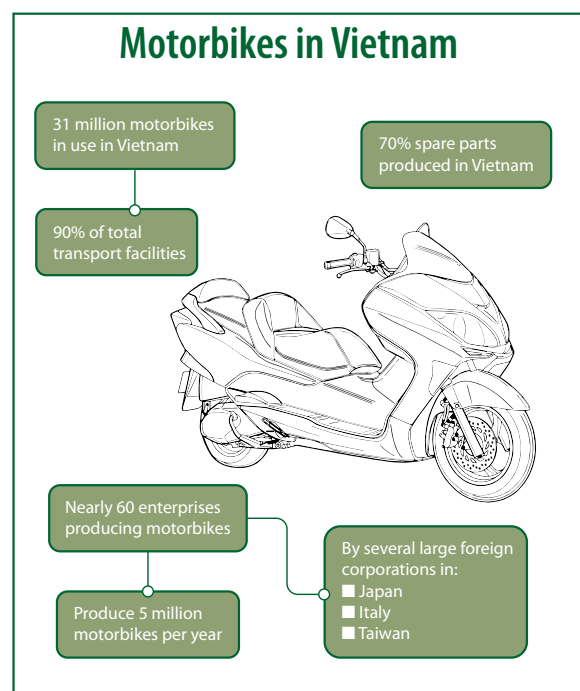 Motorbikes in Vietnam
31 million motorbikes
in use in Vietnam
70% spare parts
produced in Vietnam
90% of total
transport facilities
Nearly 60 enterprises
producing motorbikes
By several large foreign
corporations in:
Japan
Italy
Taiwan
Produce 5 million
motorbikes per year